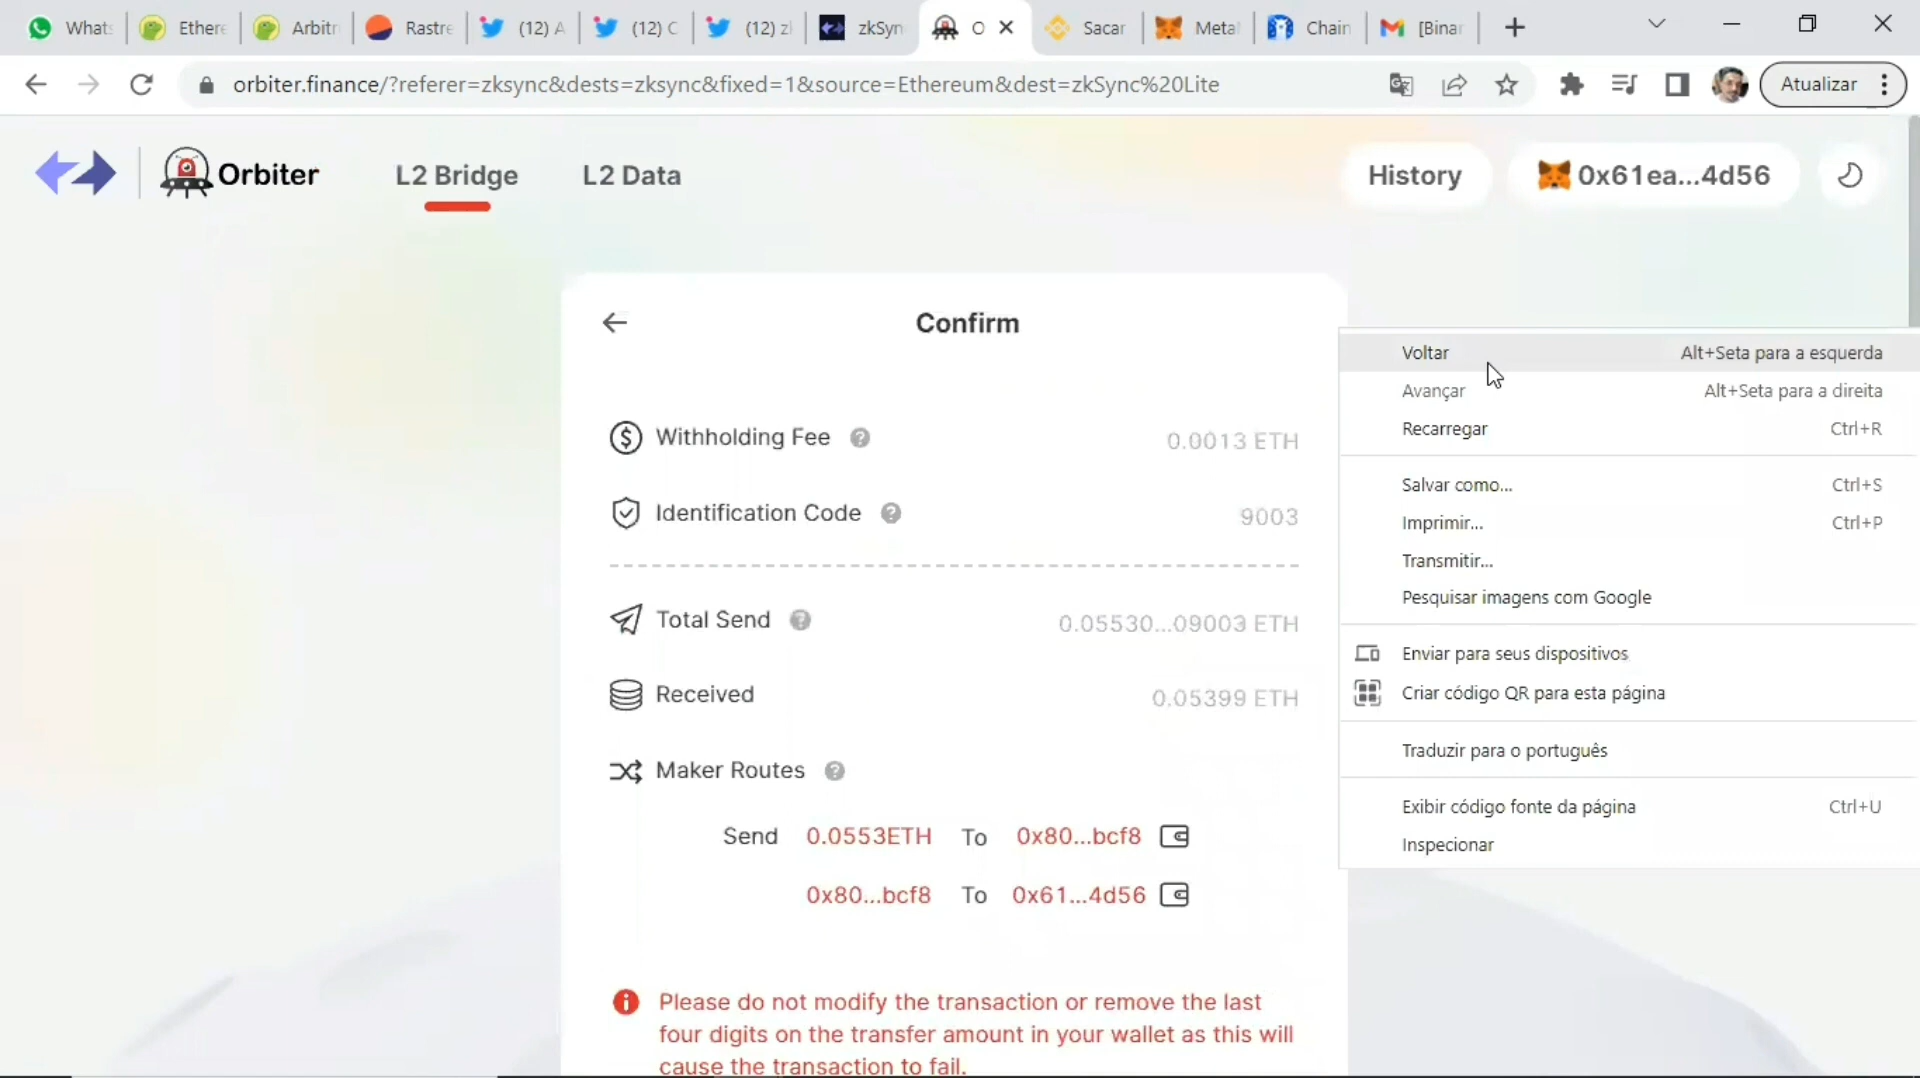 Whats
Ethere
Arbitr
Rastre
(12) A
(12) C
(12) zl
zkSyn
O
Sacar
Meta
Chain
[Binar
orbiter.finance/?referer=zksync&dests=zksync&fixed=1&source=Ethereum&dest=zkSync%20Lite
Atualizar
Orbiter
L2 Bridge
L2 Data
History
0x61ea...4d56
Confirm
Withholding Fee
0.0013 ETH
Identification Code
9003
Total Send
0.05530...09003 ETH
Received
0.05399 ETH
Maker Routes
Send 0.0553ETH To 0x80...bcf8
0x80...bcf8 To 0x61...4d56
Please do not modify the transaction or remove the last
four digits on the transfer amount in your wallet as this will
cause the transaction to fail.
Voltar Alt+Seta para a esquerda
Avançar Alt+Seta para a direita
Recarregar Ctrl+R
Salvar como... Ctrl+S
Imprimir... Ctrl+P
Transmitir...
Pesquisar imagens com Google
Enviar para seus dispositivos
Criar código QR para esta página
Traduzir para o português
Exibir código fonte da página Ctrl+U
Inspecionar